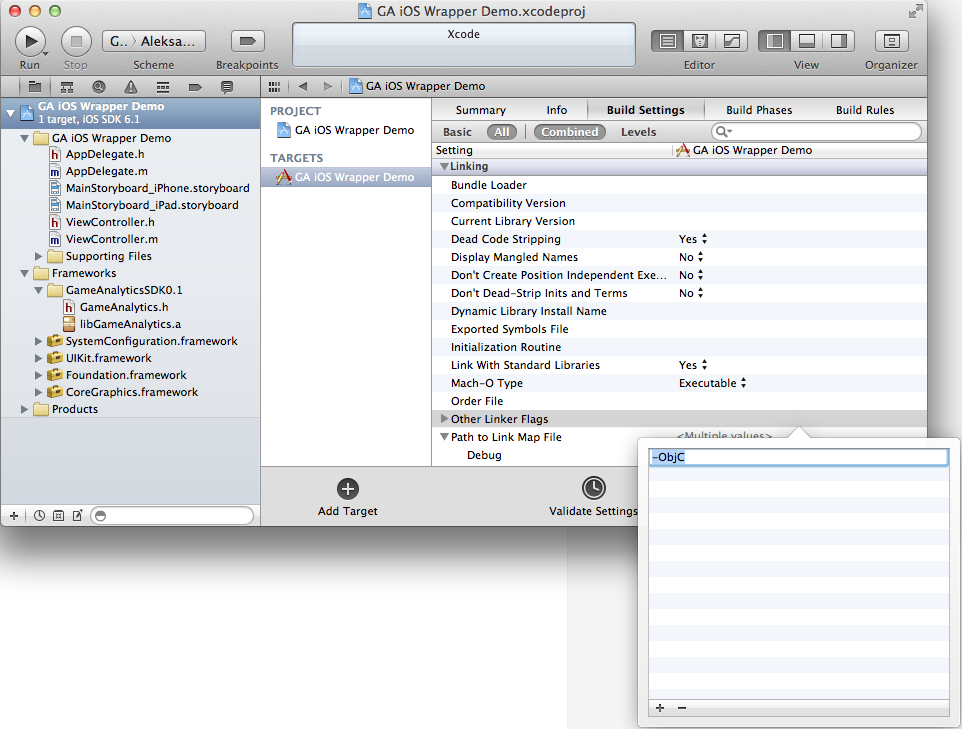 GA iOS Wrapper Demo.xcodeproj
G.. 〉 Aleksa...
Xcode
Run
Stop
Scheme
Breakpoints
Editor
View
Organizer
GA iOS Wrapper Demo
GA iOS Wrapper Demo
1 target, iOS SDK 6.1
GA iOS Wrapper Demo
AppDelegate.h
AppDelegate.m
MainStoryboard_iPhone.storyboard
MainStoryboard_iPad.storyboard
ViewController.h
ViewController.m
Supporting Files
Frameworks
GameAnalyticsSDK0.1
GameAnalytics.h
libGameAnalytics.a
SystemConfiguration.framework
UIKit.framework
Foundation.framework
CoreGraphics.framework
Products
PROJECT
GA iOS Wrapper Demo
TARGETS
GA iOS Wrapper Demo
Summary
Info
Build Settings
Build Phases
Build Rules
Basic
All
Combined
Levels
Setting
GA iOS Wrapper Demo
Linking
Bundle Loader
Compatibility Version
Current Library Version
Dead Code Stripping Yes
Display Mangled Names No
Don't Create Position Independent Exe... No
Don't Dead-Strip Inits and Terms No
Dynamic Library Install Name
Exported Symbols File
Initialization Routine
Link With Standard Libraries Yes
Mach-O Type Executable
Order File
Other Linker Flags
Path to Link Map File <Multiple values>
Debug
-ObjC
Add Target
Validate Settings